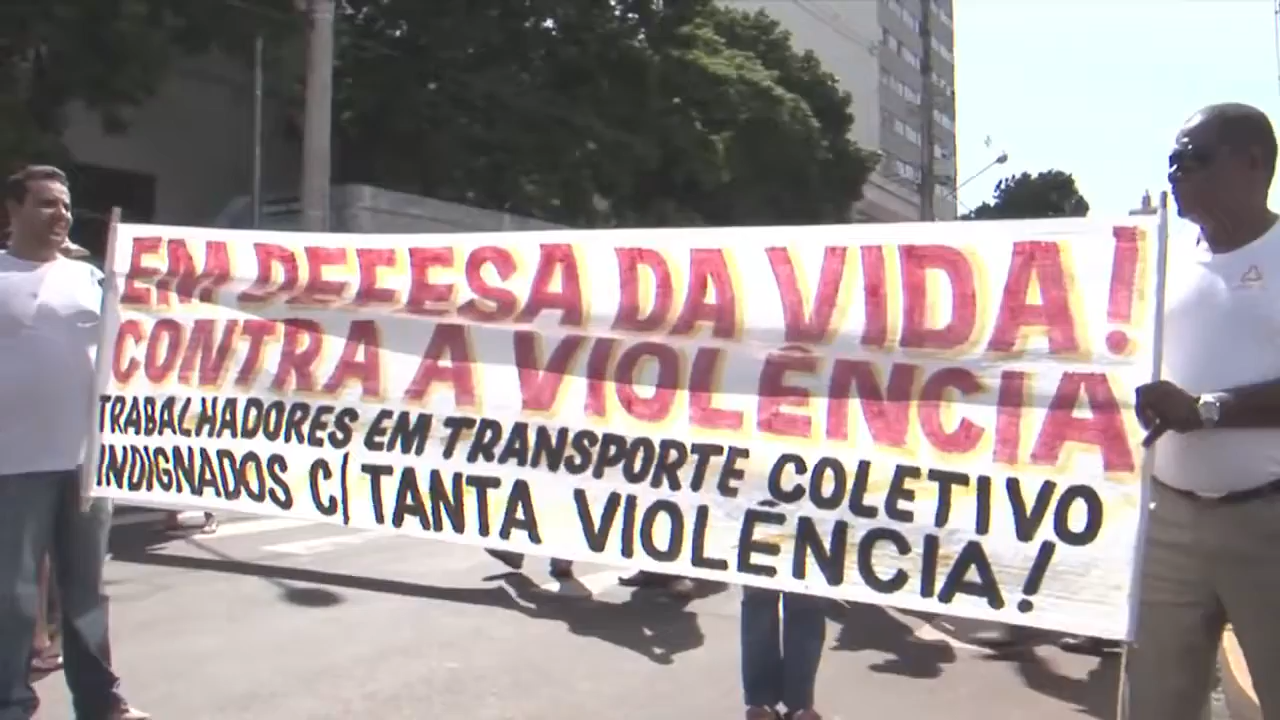 EM DEFESA DA VIDA!
CONTRA A VIOLÊNCIA
TRABALHADORES EM TRANSPORTE COLETIVO
INDIGNADOS C/ TANTA VIOLÊNCIA!